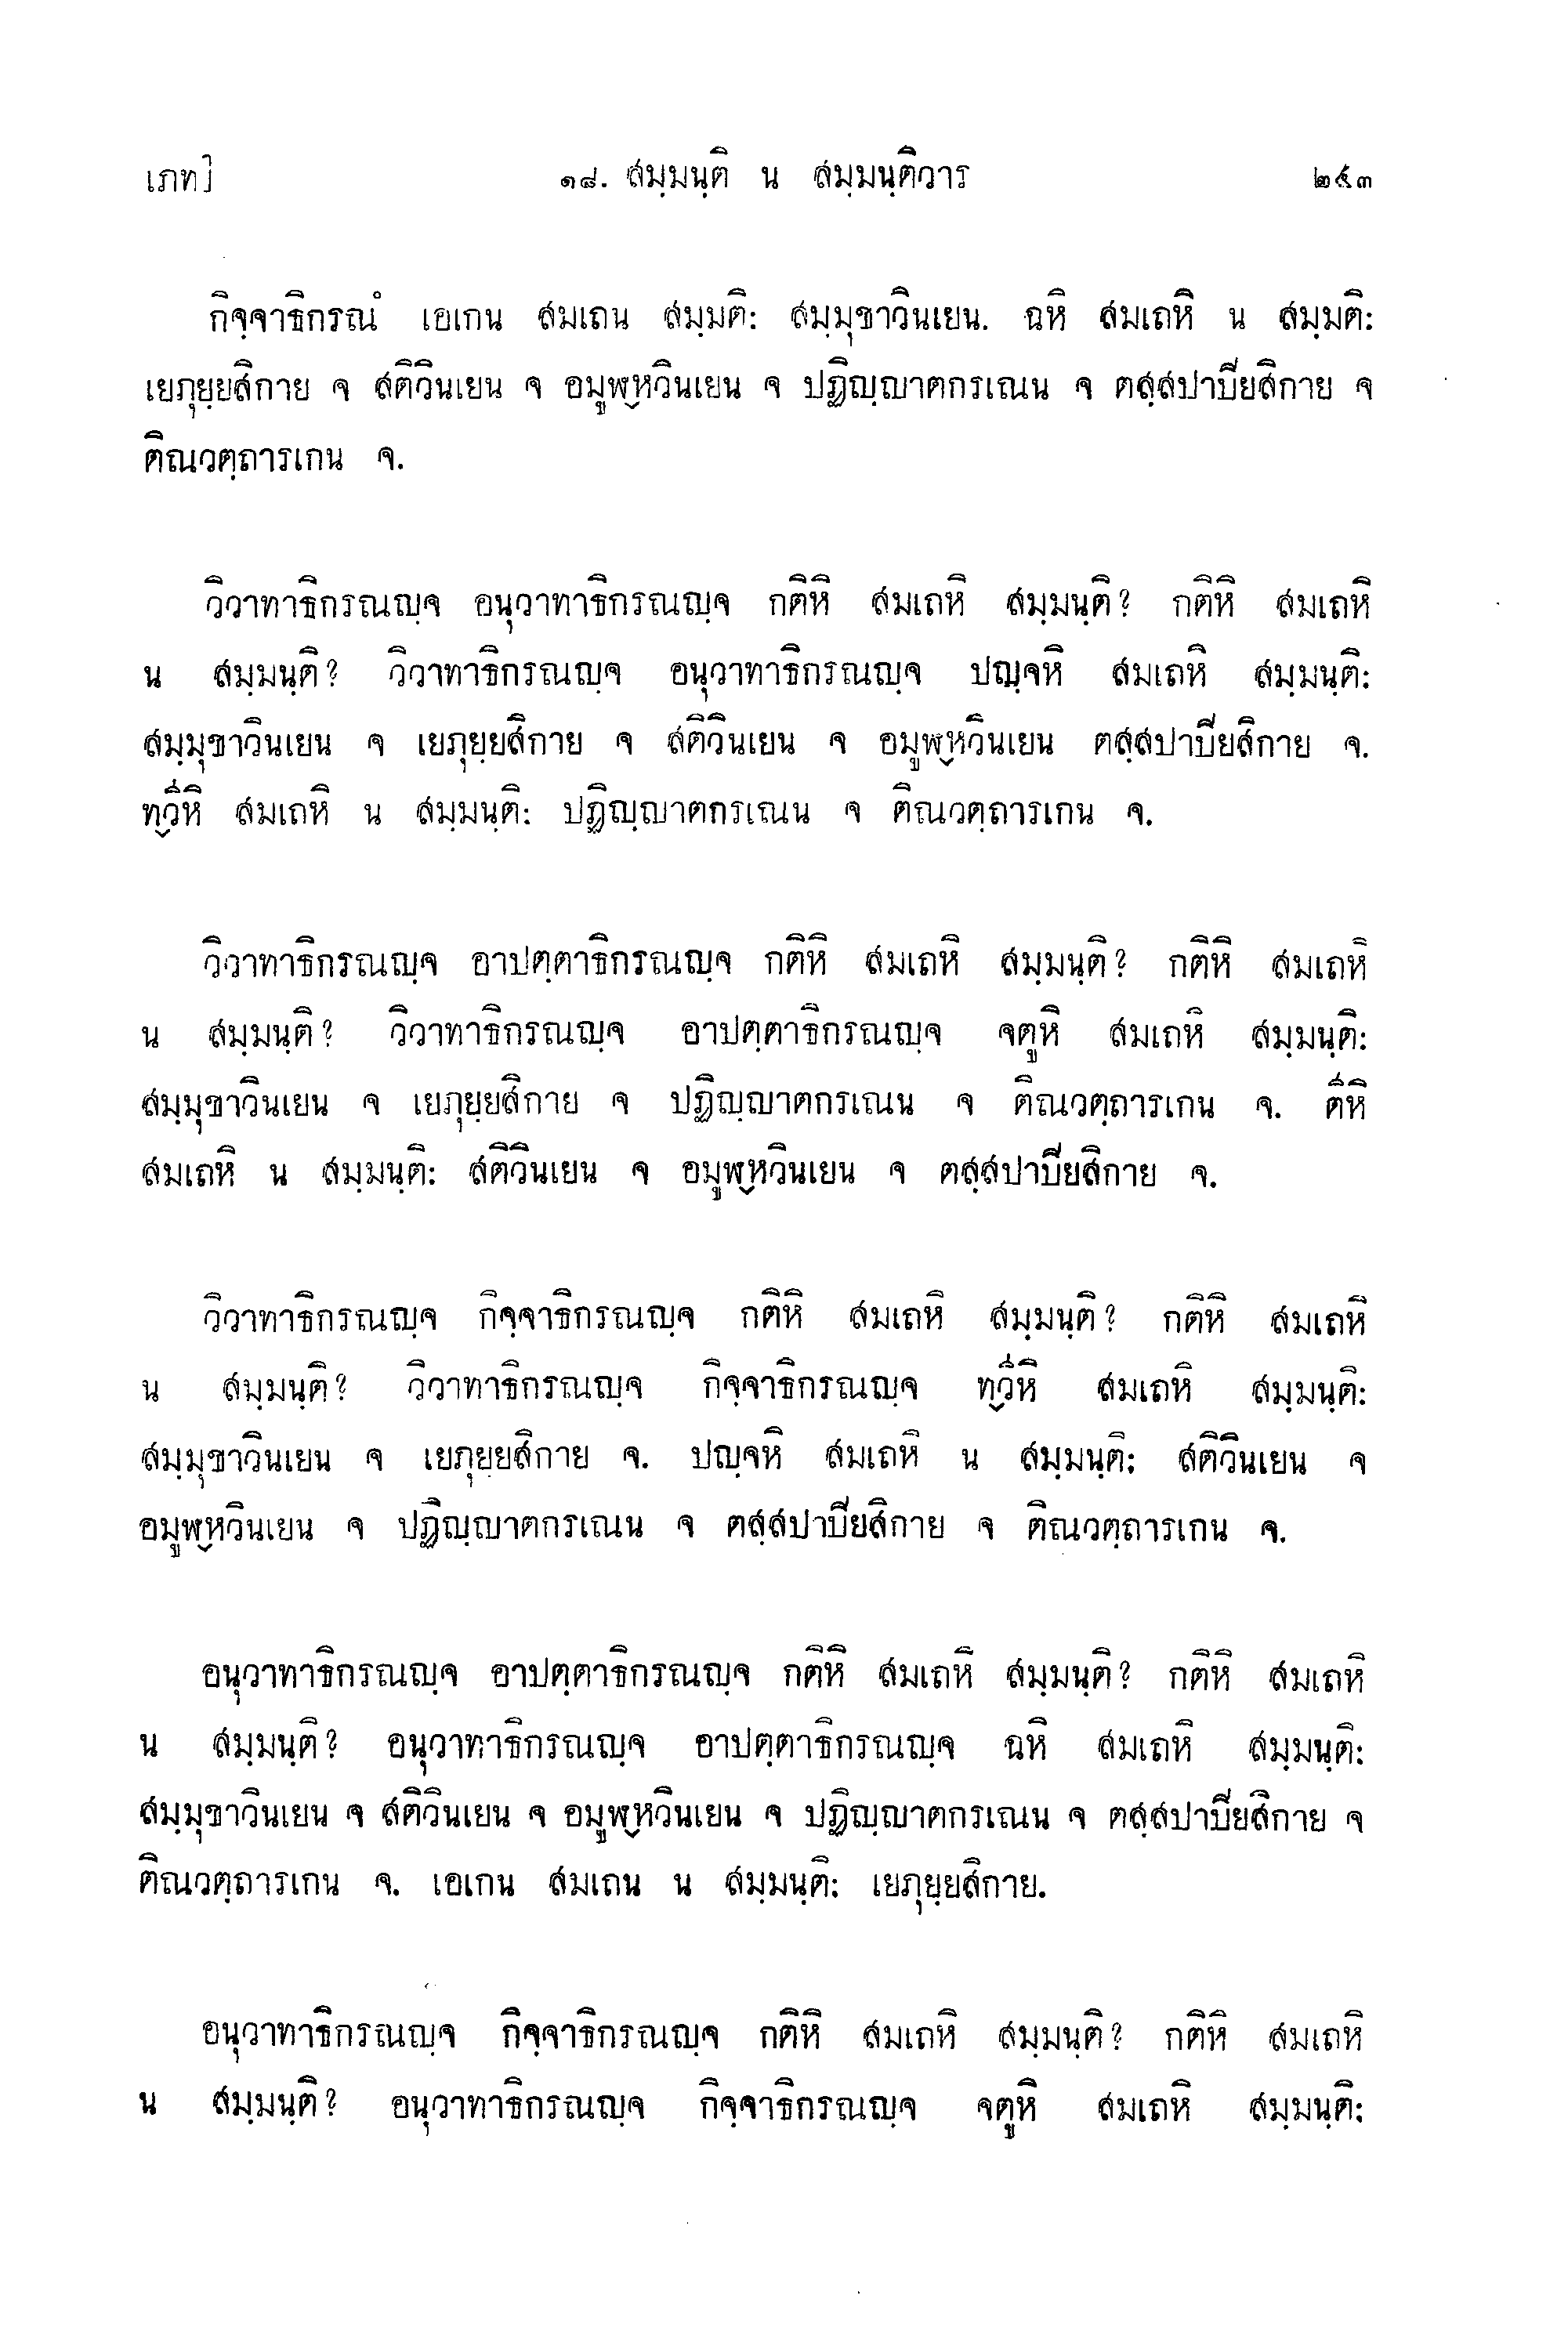 เภท] ๑๘. สมฺมนฺติ น สมฺมนฺติวาร ๒๕๓
กิจฺจาธิกรณํ เอเกน สมเถน สมฺมติ: สมฺมุขาวินเยน. ฉหิ สมเถหิ น สมฺมติ:
เยภุยฺยสิกาย จ สติวินเยน จ อมูฬฺหวินเยน จ ปฏิญฺญาตกรเณน จ ตสฺสปาปิยสิกาย จ
ติณวตฺถารเกน จ.
วิวาทาธิกรณญฺจ อนุวาทาธิกรณญฺจ กติหิ สมเถหิ สมฺมนฺติ? กติหิ สมเถหิ
น สมฺมนฺติ? วิวาทาธิกรณญฺจ อนุวาทาธิกรณญฺจ ปญฺจหิ สมเถหิ สมฺมนฺติ:
สมฺมุขาวินเยน จ เยภุยฺยสิกาย จ สติวินเยน จ อมูฬฺหวินเยน ตสฺสปาปิยสิกาย จ.
ทฺวีหิ สมเถหิ น สมฺมนฺติ: ปฏิญฺญาตกรเณน จ ติณวตฺถารเกน จ.
วิวาทาธิกรณญฺจ อาปตฺตาธิกรณญฺจ กติหิ สมเถหิ สมฺมนฺติ? กติหิ สมเถหิ
น สมฺมนฺติ? วิวาทาธิกรณญฺจ อาปตฺตาธิกรณญฺจ จตูหิ สมเถหิ สมฺมนฺติ:
สมฺมุขาวินเยน จ เยภุยฺยสิกาย จ ปฏิญฺญาตกรเณน จ ติณวตฺถารเกน จ. ตีหิ
สมเถหิ น สมฺมนฺติ: สติวินเยน จ อมูฬฺหวินเยน จ ตสฺสปาปิยสิกาย จ.
วิวาทาธิกรณญฺจ กิจฺจาธิกรณญฺจ กติหิ สมเถหิ สมฺมนฺติ? กติหิ สมเถหิ
น สมฺมนฺติ? วิวาทาธิกรณญฺจ กิจฺจาธิกรณญฺจ ทฺวีหิ สมเถหิ สมฺมนฺติ:
สมฺมุขาวินเยน จ เยภุยฺยสิกาย จ. ปญฺจหิ สมเถหิ น สมฺมนฺติ: สติวินเยน จ
อมูฬฺหวินเยน จ ปฏิญฺญาตกรเณน จ ตสฺสปาปิยสิกาย จ ติณวตฺถารเกน จ.
อนุวาทาธิกรณญฺจ อาปตฺตาธิกรณญฺจ กติหิ สมเถหิ สมฺมนฺติ? กติหิ สมเถหิ
น สมฺมนฺติ? อนุวาทาธิกรณญฺจ อาปตฺตาธิกรณญฺจ ฉหิ สมเถหิ สมฺมนฺติ:
สมฺมุขาวินเยน จ สติวินเยน จ อมูฬฺหวินเยน จ ปฏิญฺญาตกรเณน จ ตสฺสปาปิยสิกาย จ
ติณวตฺถารเกน จ. เอเกน สมเถน น สมฺมนฺติ: เยภุยฺยสิกาย.
อนุวาทาธิกรณญฺจ กิจฺจาธิกรณญฺจ กติหิ สมเถหิ สมฺมนฺติ? กติหิ สมเถหิ
น สมฺมนฺติ? อนุวาทาธิกรณญฺจ กิจฺจาธิกรณญฺจ จตูหิ สมเถหิ สมฺมนฺติ: